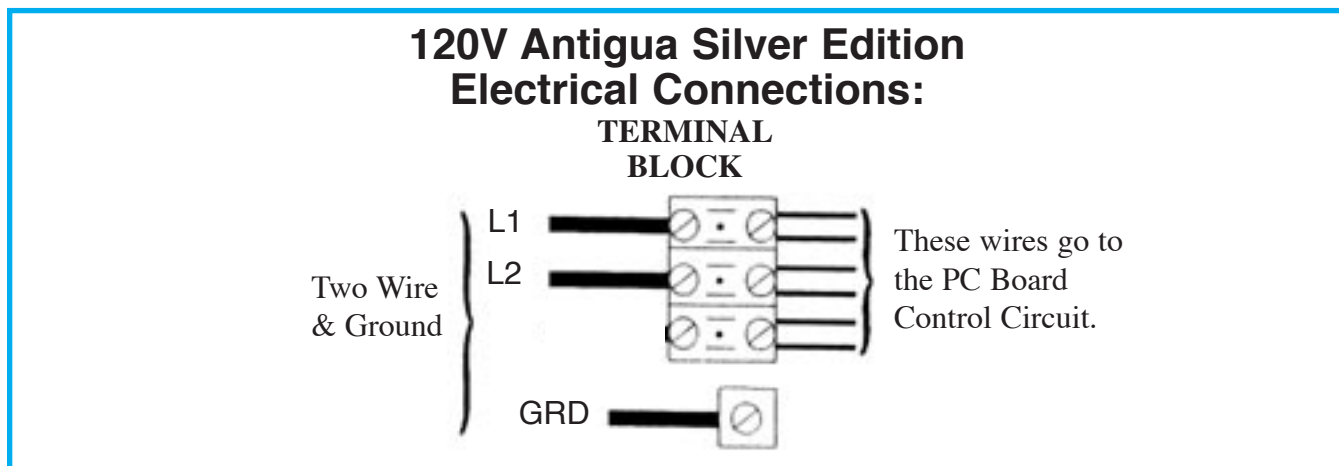 120V Antigua Silver Edition
Electrical Connections:
TERMINAL
BLOCK
L1
L2
Two Wire
& Ground
These wires go to
the PC Board
Control Circuit.
GRD